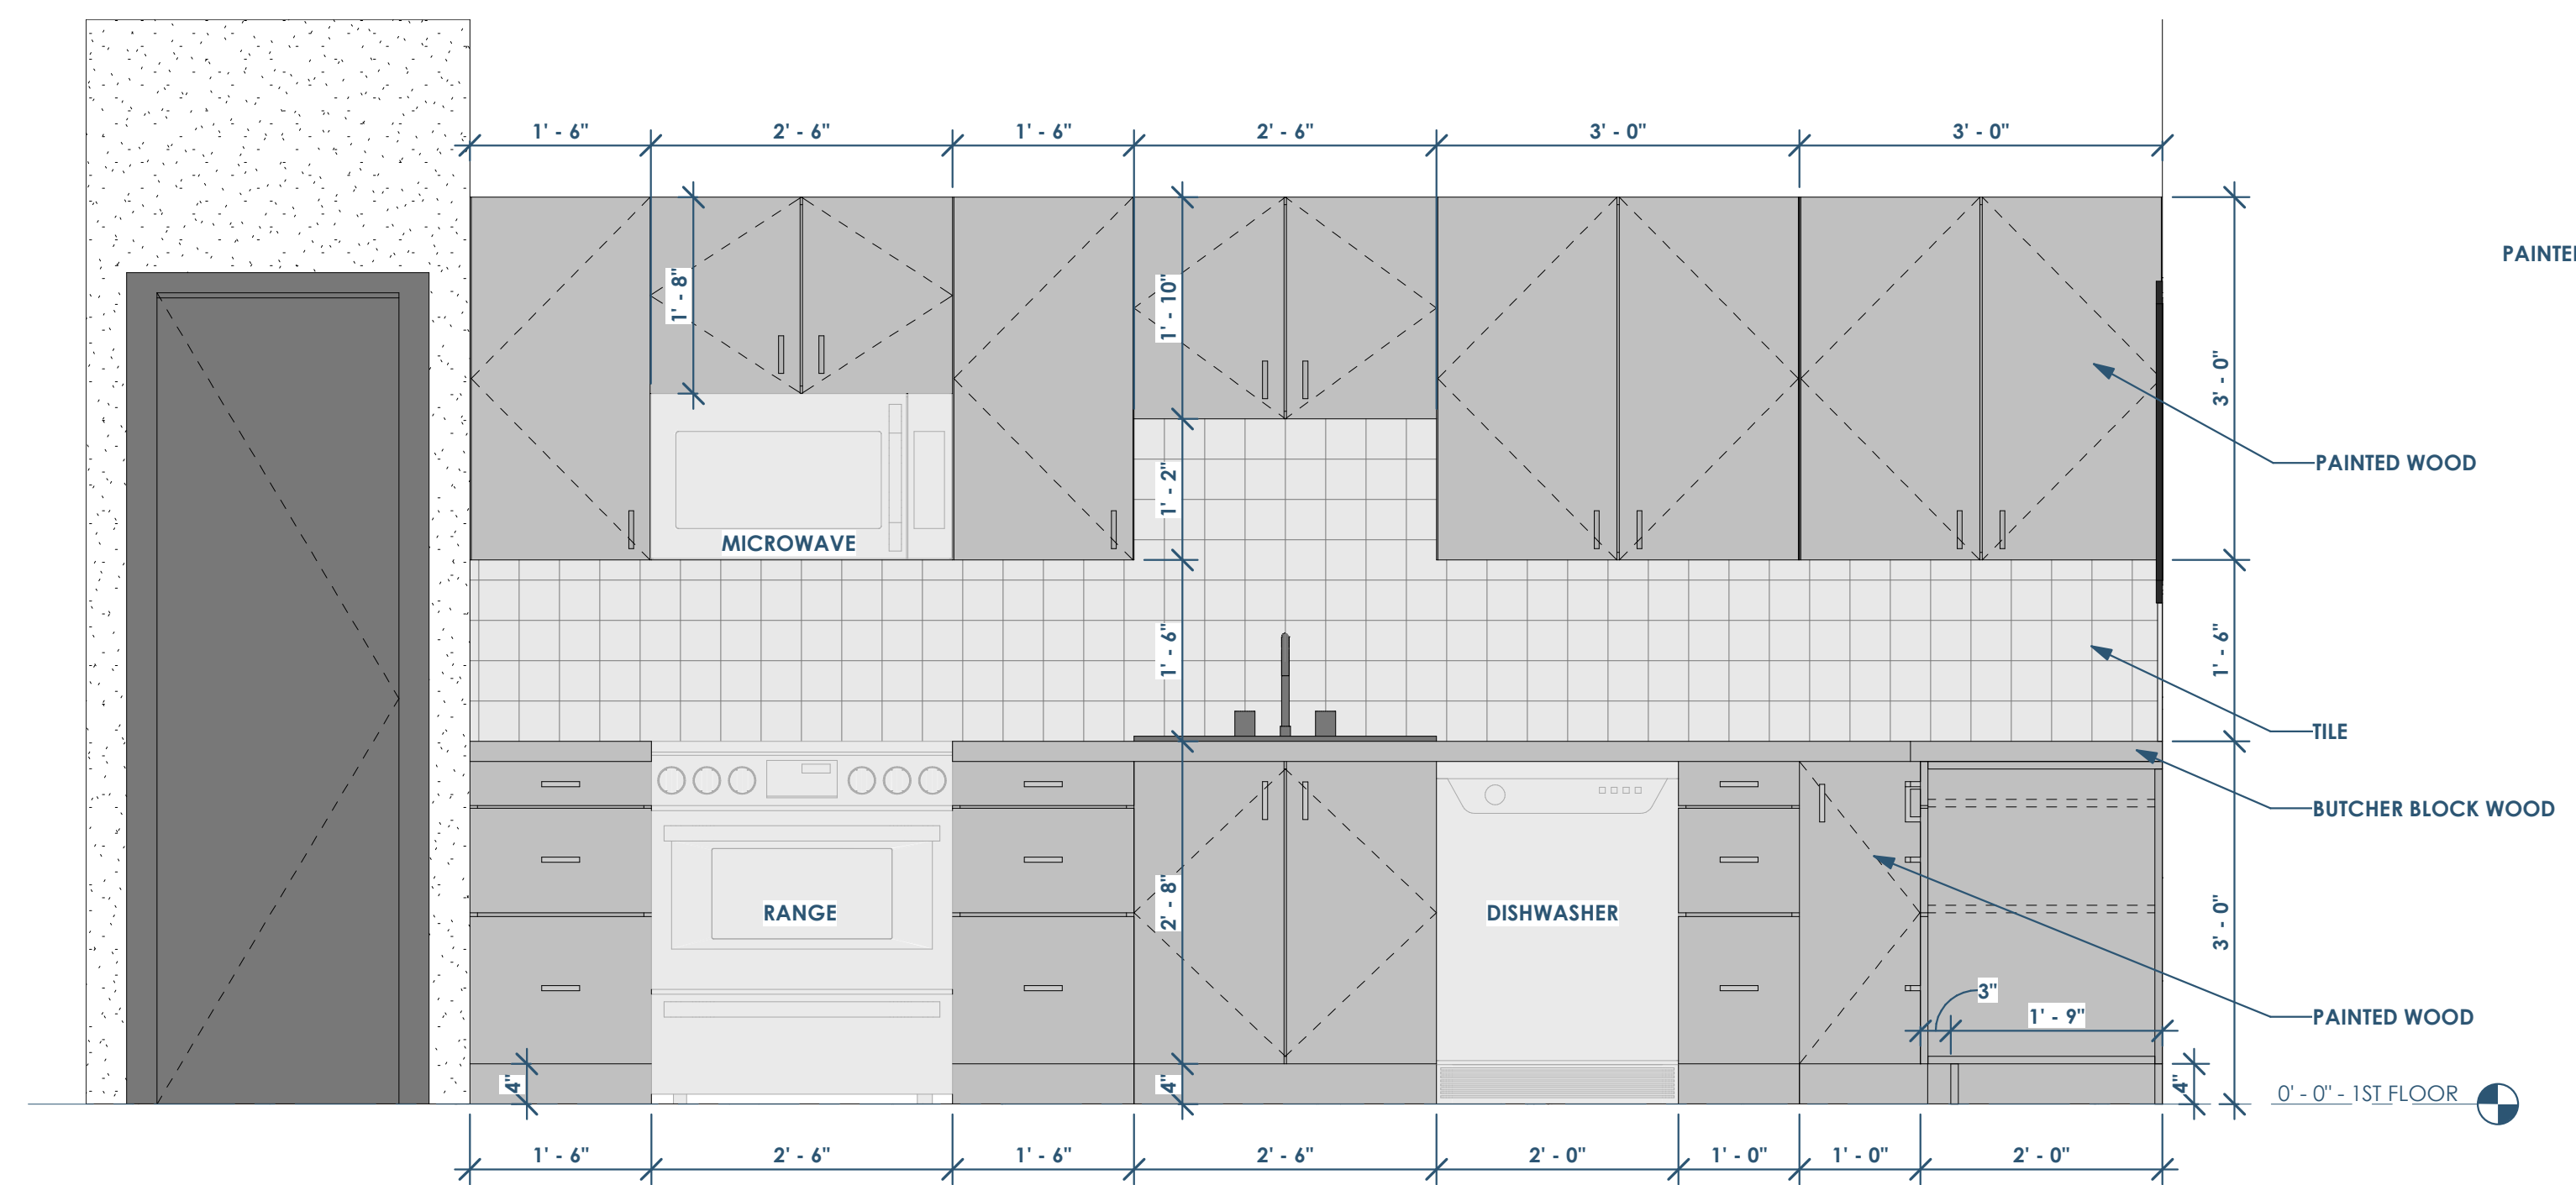 1' - 6" 2' - 6" 1' - 6" 2' - 6" 3' - 0" 3' - 0"
PAINTE
1' - 8"
1' - 10"
3' - 0"
PAINTED WOOD
1' - 2"
MICROWAVE
1' - 6"
1' - 6"
TILE
BUTCHER BLOCK WOOD
2' - 8"
RANGE
DISHWASHER
3' - 0"
3"
1' - 9"
PAINTED WOOD
4"
4"
4"
0' - 0" - 1ST FLOOR
1' - 6" 2' - 6" 1' - 6" 2' - 6" 2' - 0" 1' - 0" 1' - 0" 2' - 0"